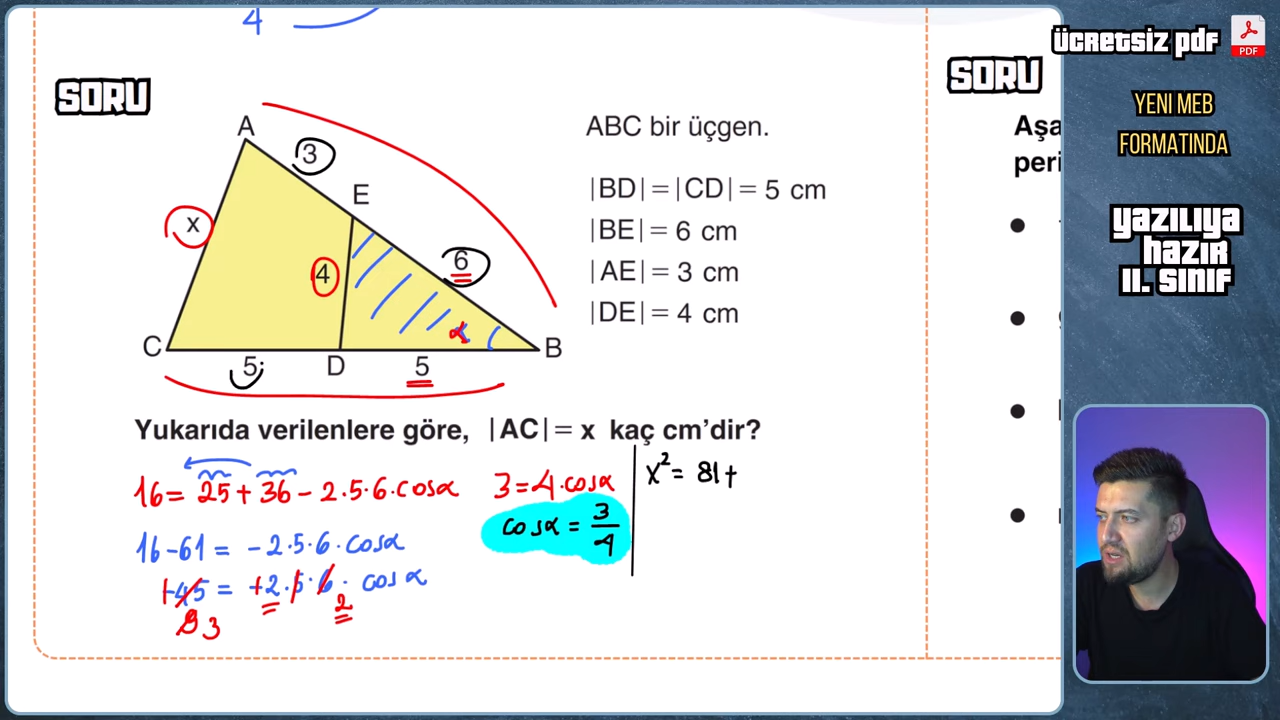 4
SORU
A
3
E
x
4
6
α
C
5
D
5
B
ABC bir üçgen.
|BD| = |CD| = 5 cm
|BE| = 6 cm
|AE| = 3 cm
|DE| = 4 cm
Yukarıda verilenlere göre, |AC| = x kaç cm'dir?
16 = 25 + 36 - 2.5.6.cosα
16-61 = -2.5.6.cosα
+45 = +2.5.6. cosα
9 3
2
3 = 4.cosα
cosα = 3/4
x² = 81+
SORU
Aşa
peri
ücretsiz pdf
PDF
YENI MEB
FORMATINDA
yazılıya
hazır
11. sınıf